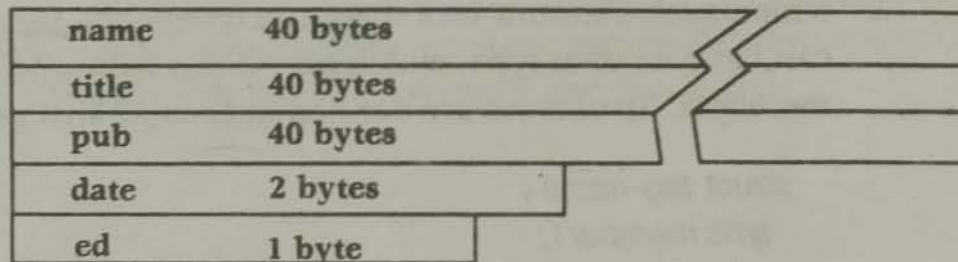 name 40 bytes
title 40 bytes
pub 40 bytes
date 2 bytes
ed 1 byte